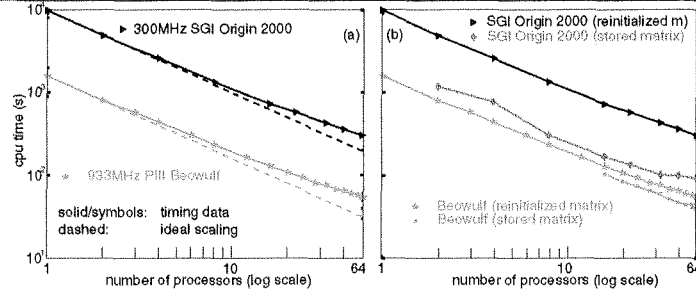 10⁴
10³
10²
10¹
cpu time (s)
300MHz SGI Origin 2000
(a)
933MHz PIII Beowulf
solid/symbols: timing data
dashed: ideal scaling
1
10
64
number of processors (log scale)
(b)
SGI Origin 2000 (reinitialized m)
SGI Origin 2000 (stored matrix)
Beowulf (reinitialized matrix)
Beowulf (stored matrix)
1
10
64
number of processors (log scale)